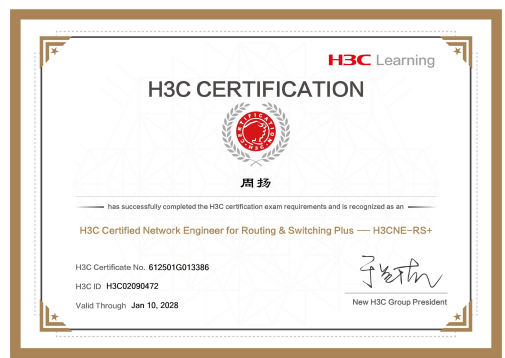 H3C Learning
H3C CERTIFICATION
CERTIFICATION
H3C
周扬
has successfully completed the H3C certification exam requirements and is recognized as an
H3C Certified Network Engineer for Routing & Switching Plus — H3CNE-RS+
H3C Certificate No. 612501G013386
H3C ID H3C02090472
Valid Through Jan 10, 2028
New H3C Group President